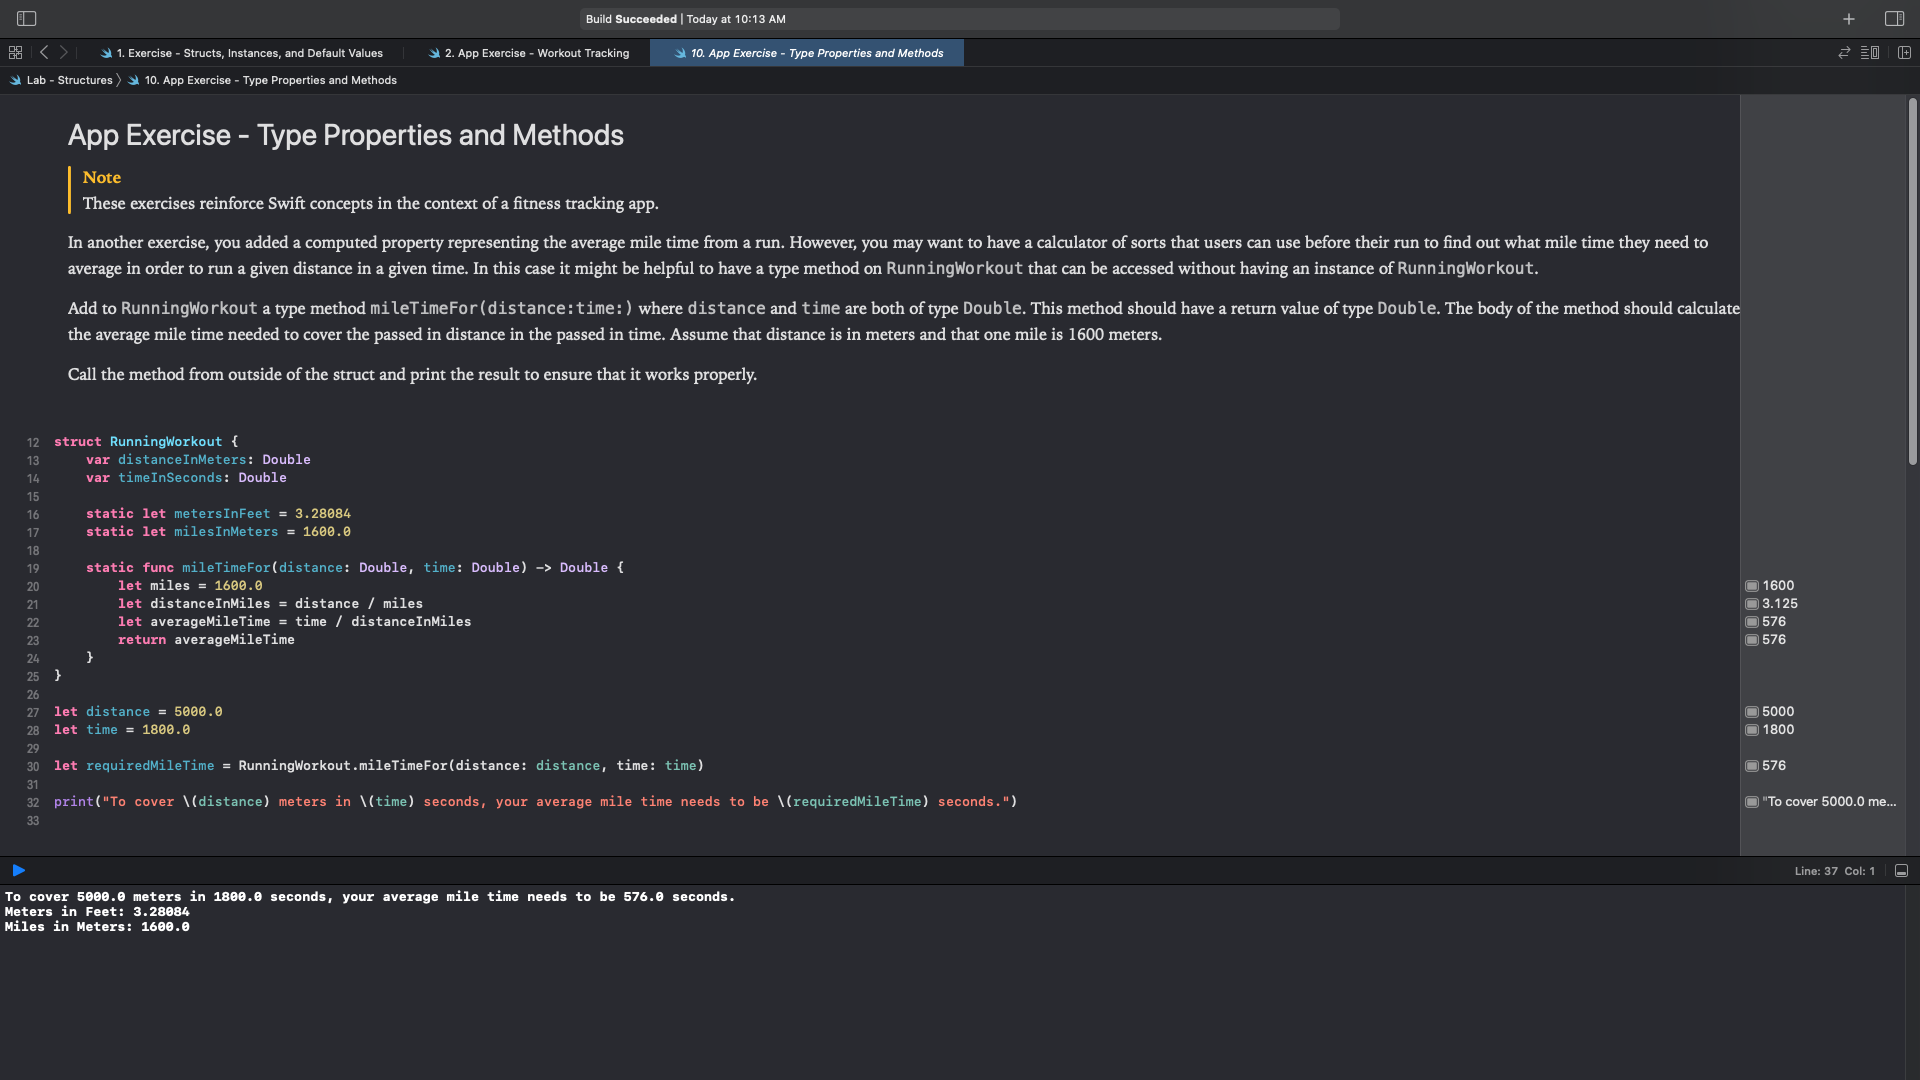 Build Succeeded | Today at 10:13 AM
1. Exercise - Structs, Instances, and Default Values
2. App Exercise - Workout Tracking
10. App Exercise - Type Properties and Methods
Lab - Structures 〉 10. App Exercise - Type Properties and Methods
App Exercise - Type Properties and Methods
Note
These exercises reinforce Swift concepts in the context of a fitness tracking app.
In another exercise, you added a computed property representing the average mile time from a run. However, you may want to have a calculator of sorts that users can use before their run to find out what mile time they need to
average in order to run a given distance in a given time. In this case it might be helpful to have a type method on RunningWorkout that can be accessed without having an instance of RunningWorkout.
Add to RunningWorkout a type method mileTimeFor(distance:time:) where distance and time are both of type Double. This method should have a return value of type Double. The body of the method should calculate
the average mile time needed to cover the passed in distance in the passed in time. Assume that distance is in meters and that one mile is 1600 meters.
Call the method from outside of the struct and print the result to ensure that it works properly.
12 struct RunningWorkout {
13     var distanceInMeters: Double
14     var timeInSeconds: Double
15
16     static let metersInFeet = 3.28084
17     static let milesInMeters = 1600.0
18
19     static func mileTimeFor(distance: Double, time: Double) -> Double {
20         let miles = 1600.0 1600
21         let distanceInMiles = distance / miles 3.125
22         let averageMileTime = time / distanceInMiles 576
23         return averageMileTime 576
24     }
25 }
26
27 let distance = 5000.0 5000
28 let time = 1800.0 1800
29
30 let requiredMileTime = RunningWorkout.mileTimeFor(distance: distance, time: time) 576
31
32 print("To cover \(distance) meters in \(time) seconds, your average mile time needs to be \(requiredMileTime) seconds.") "To cover 5000.0 me...
33
Line: 37 Col: 1
To cover 5000.0 meters in 1800.0 seconds, your average mile time needs to be 576.0 seconds.
Meters in Feet: 3.28084
Miles in Meters: 1600.0